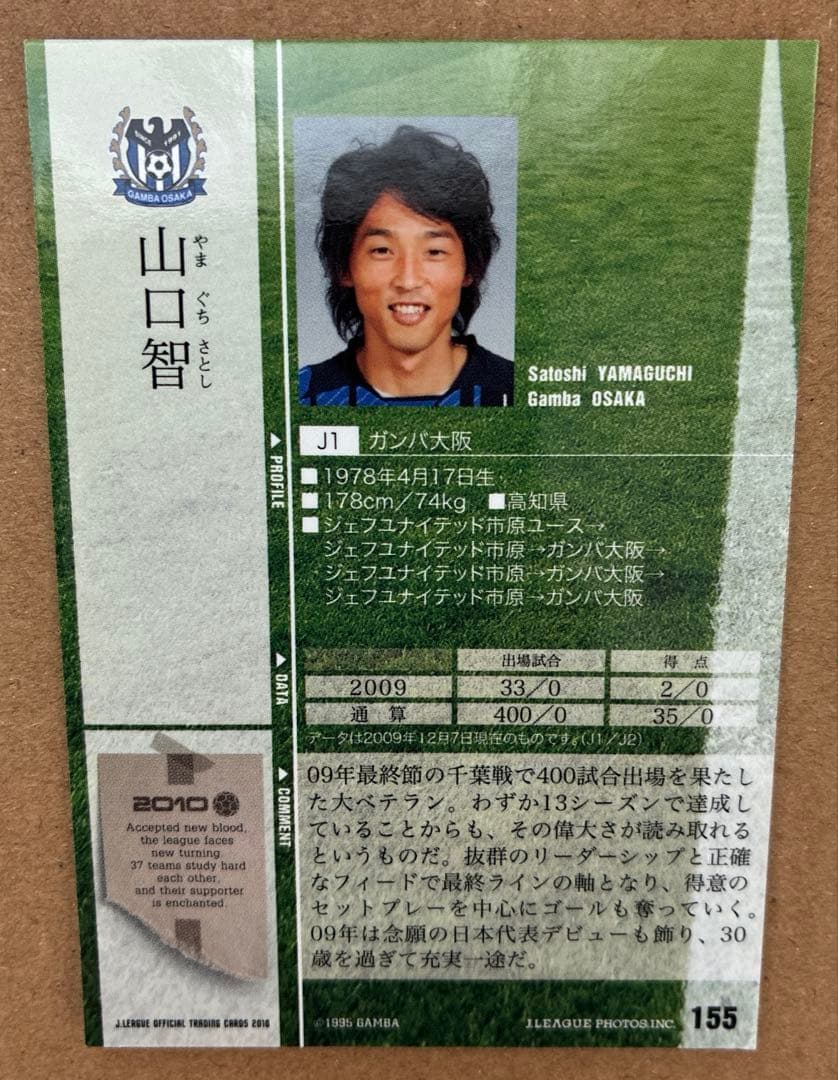 SINCE 1991
GAMBA OSAKA
山口智
やま ぐち さとし
Satoshi YAMAGUCHI
Gamba OSAKA
PROFILE
J1 ガンバ大阪
■1978年4月17日生
■178cm/74kg ■高知県
■ジェフユナイテッド市原ユース→
ジェフユナイテッド市原→ガンバ大阪→
ジェフユナイテッド市原→ガンバ大阪→
ジェフユナイテッド市原→ガンバ大阪
DATA
出場試合 得点
2009 33/0 2/0
通算 400/0 35/0
データは2009年12月7日現在のものです。(J1/J2)
COMMENT
09年最終節の千葉戦で400試合出場を果たし
た大ベテラン。わずか13シーズンで達成し
ていることからも、その偉大さが読み取れる
というものだ。抜群のリーダーシップと正確
なフィードで最終ラインの軸となり、得意の
セットプレーを中心にゴールも奪っていく。
09年は念願の日本代表デビューも飾り、30
歳を過ぎて充実一途だ。
2010
Accepted new blood,
the league faces
new turning.
37 teams study hard
each other,
and their supporter
is enchanted.
J.LEAGUE OFFICIAL TRADING CARDS 2010
©1995 GAMBA
J.LEAGUE PHOTOS.INC.
155